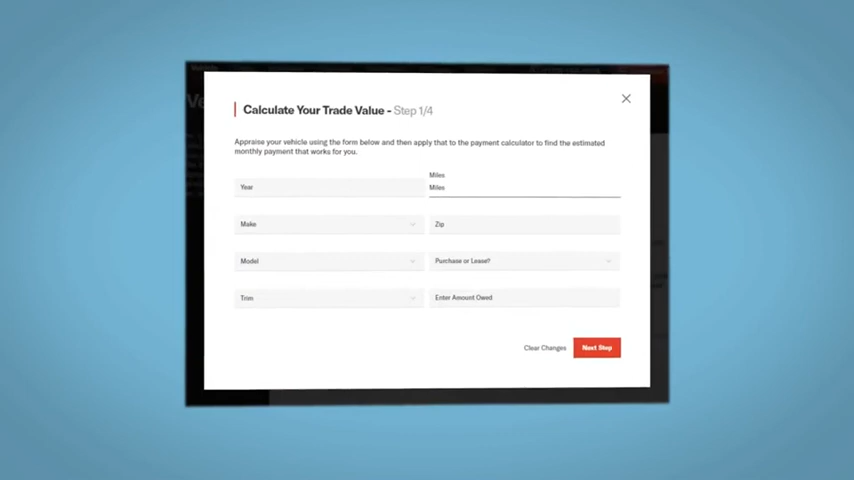 Calculate Your Trade Value - Step 1/4
Appraise your vehicle using the form below and then apply that to the payment calculator to find the estimated
monthly payment that works for you.
Miles
Year
Miles
Make
Zip
Model
Purchase or Lease?
Trim
Enter Amount Owed
Clear Changes
Next Step